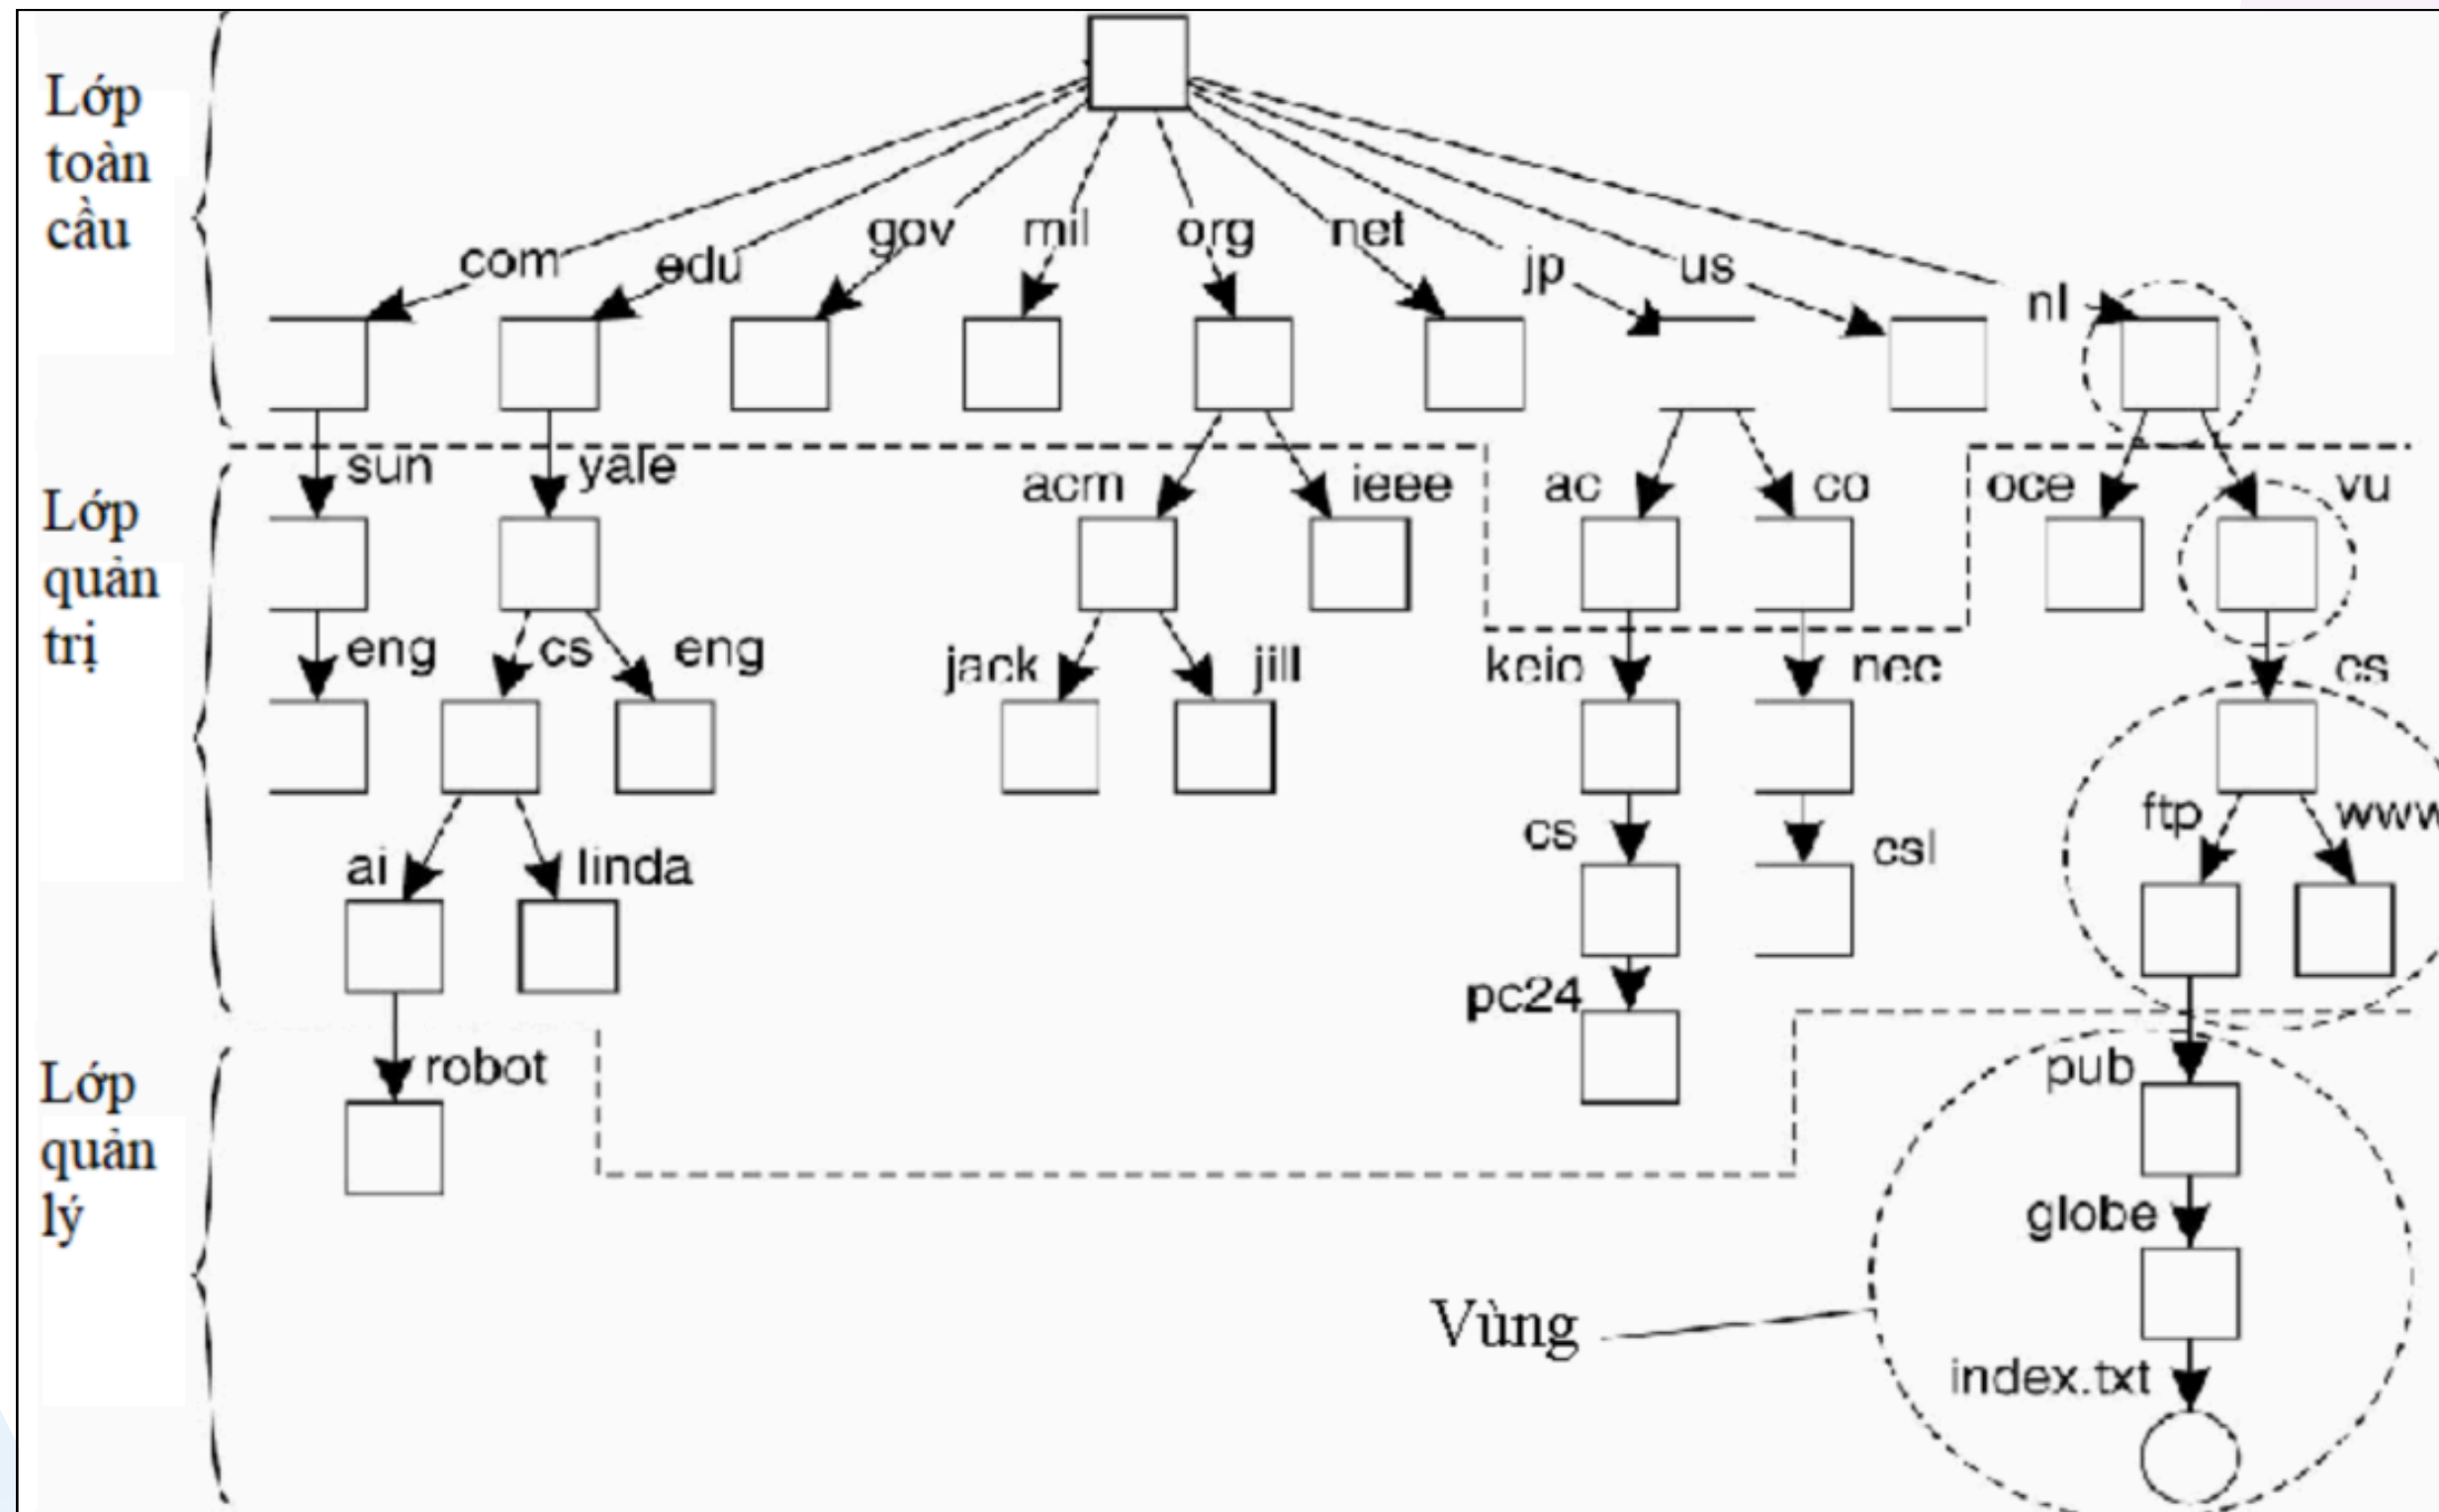 Lớp
toàn
cầu
com
edu
gov
mil
org
net
jp
us
nl
Lớp
quản
trị
sun
yale
acm
ieee
ac
co
oce
vu
eng
cs
eng
jack
jill
keio
nec
cs
ai
linda
cs
csl
ftp
www
pc24
Lớp
quản
lý
robot
pub
globe
Vùng
index.txt